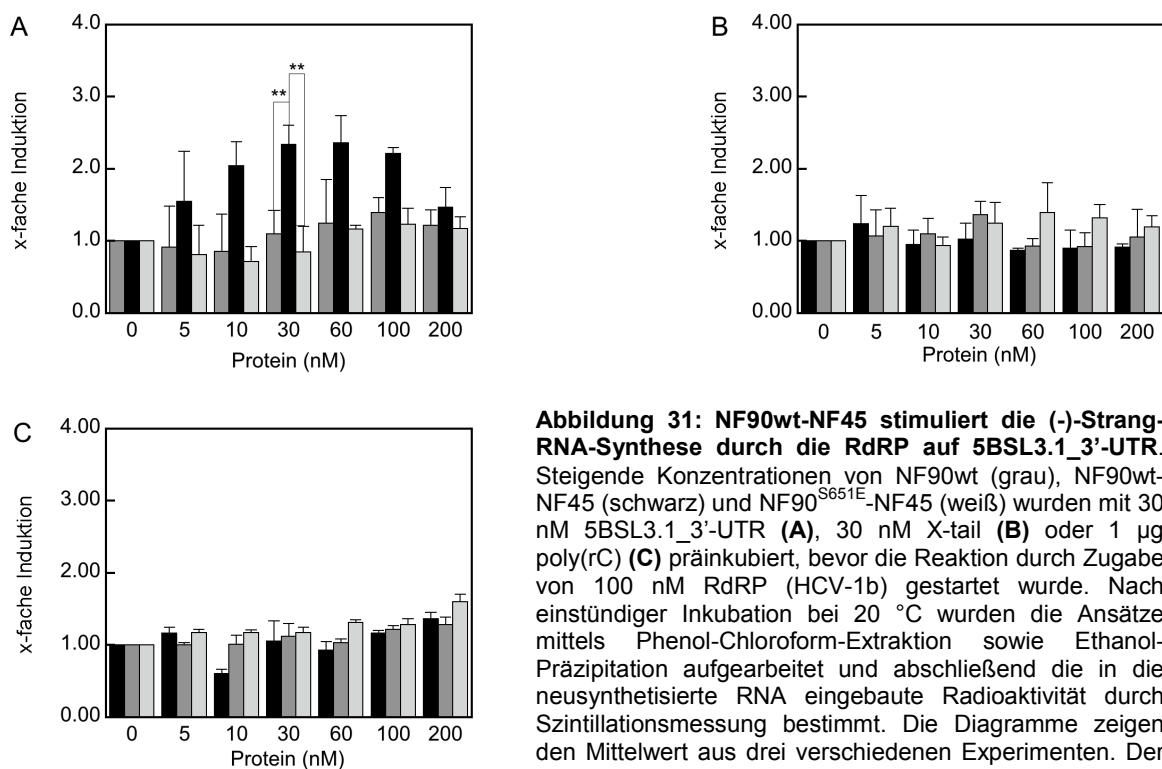 A
4.0
3.0
2.0
1.0
0.0
x-fache Induktion
** **
0 5 10 30 60 100 200
Protein (nM)
B
4.00
3.00
2.00
1.00
0.00
x-fache Induktion
0 5 10 30 60 100 200
Protein (nM)
C
4.00
3.00
2.00
1.00
0.00
x-fache Induktion
0 5 10 30 60 100 200
Protein (nM)
Abbildung 31: NF90wt-NF45 stimuliert die (-)-Strang-
RNA-Synthese durch die RdRP auf 5BSL3.1_3’-UTR.
Steigende Konzentrationen von NF90wt (grau), NF90wt-
NF45 (schwarz) und NF90S651E-NF45 (weiß) wurden mit 30
nM 5BSL3.1_3’-UTR (A), 30 nM X-tail (B) oder 1 µg
poly(rC) (C) präinkubiert, bevor die Reaktion durch Zugabe
von 100 nM RdRP (HCV-1b) gestartet wurde. Nach
einstündiger Inkubation bei 20 °C wurden die Ansätze
mittels Phenol-Chloroform-Extraktion sowie Ethanol-
Präzipitation aufgearbeitet und abschließend die in die
neusynthetisierte RNA eingebaute Radioaktivität durch
Szintillationsmessung bestimmt. Die Diagramme zeigen
den Mittelwert aus drei verschiedenen Experimenten. Der